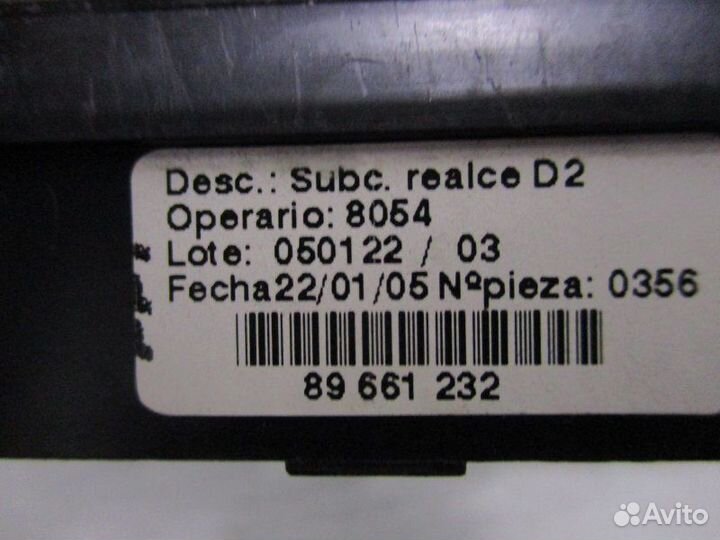 Desc.: Subc. realce D2
Operario: 8054
Lote: 050122 / 03
Fecha22/01/05 Nºpieza: 0356
89 661 232
Avito